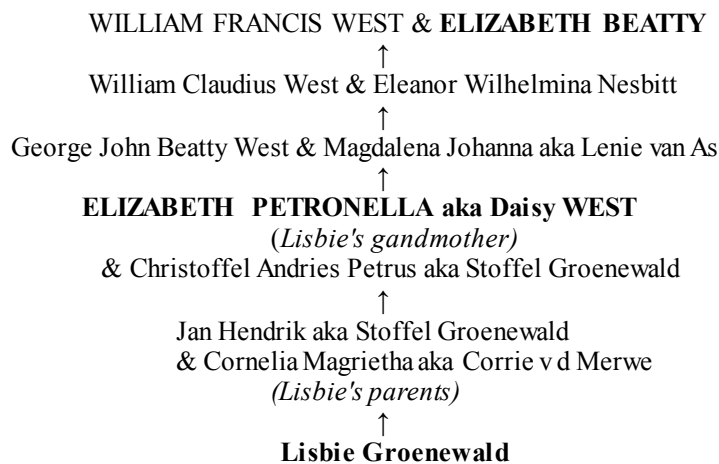 WILLIAM FRANCIS WEST & ELIZABETH BEATTY
↑
William Claudius West & Eleanor Wilhelmina Nesbitt
↑
George John Beatty West & Magdalena Johanna aka Lenie van As
↑
ELIZABETH PETRONELLA aka Daisy WEST
(Lisbie's gandmother)
& Christoffel Andries Petrus aka Stoffel Groenewald
↑
Jan Hendrik aka Stoffel Groenewald
& Cornelia Magrietha aka Corrie v d Merwe
(Lisbie's parents)
↑
Lisbie Groenewald